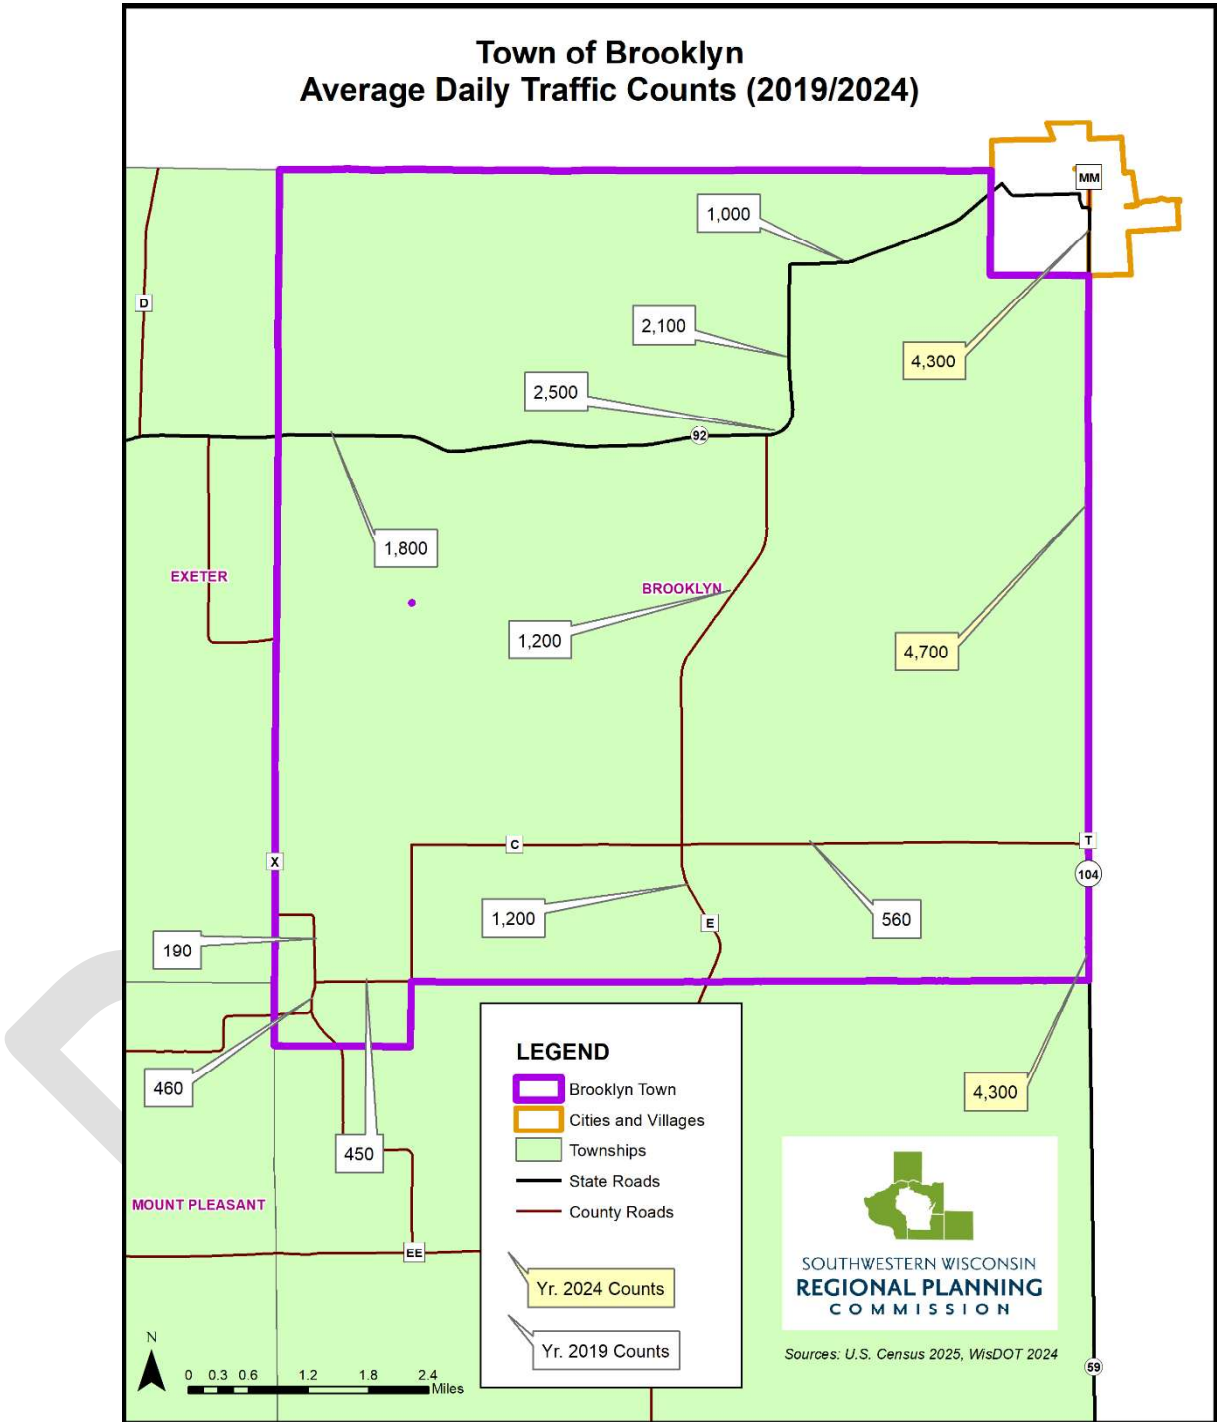 Town of Brooklyn
Average Daily Traffic Counts (2019/2024)
MM
1,000
D
2,100
4,300
2,500
92
1,800
EXETER
BROOKLYN
1,200
4,700
C
T
X
104
1,200
E
560
190
460
450
4,300
MOUNT PLEASANT
EE
LEGEND
Brooklyn Town
Cities and Villages
Townships
State Roads
County Roads
Yr. 2024 Counts
Yr. 2019 Counts
SOUTHWESTERN WISCONSIN
REGIONAL PLANNING
COMMISSION
Sources: U.S. Census 2025, WisDOT 2024
59
N
0 0.3 0.6 1.2 1.8 2.4
Miles